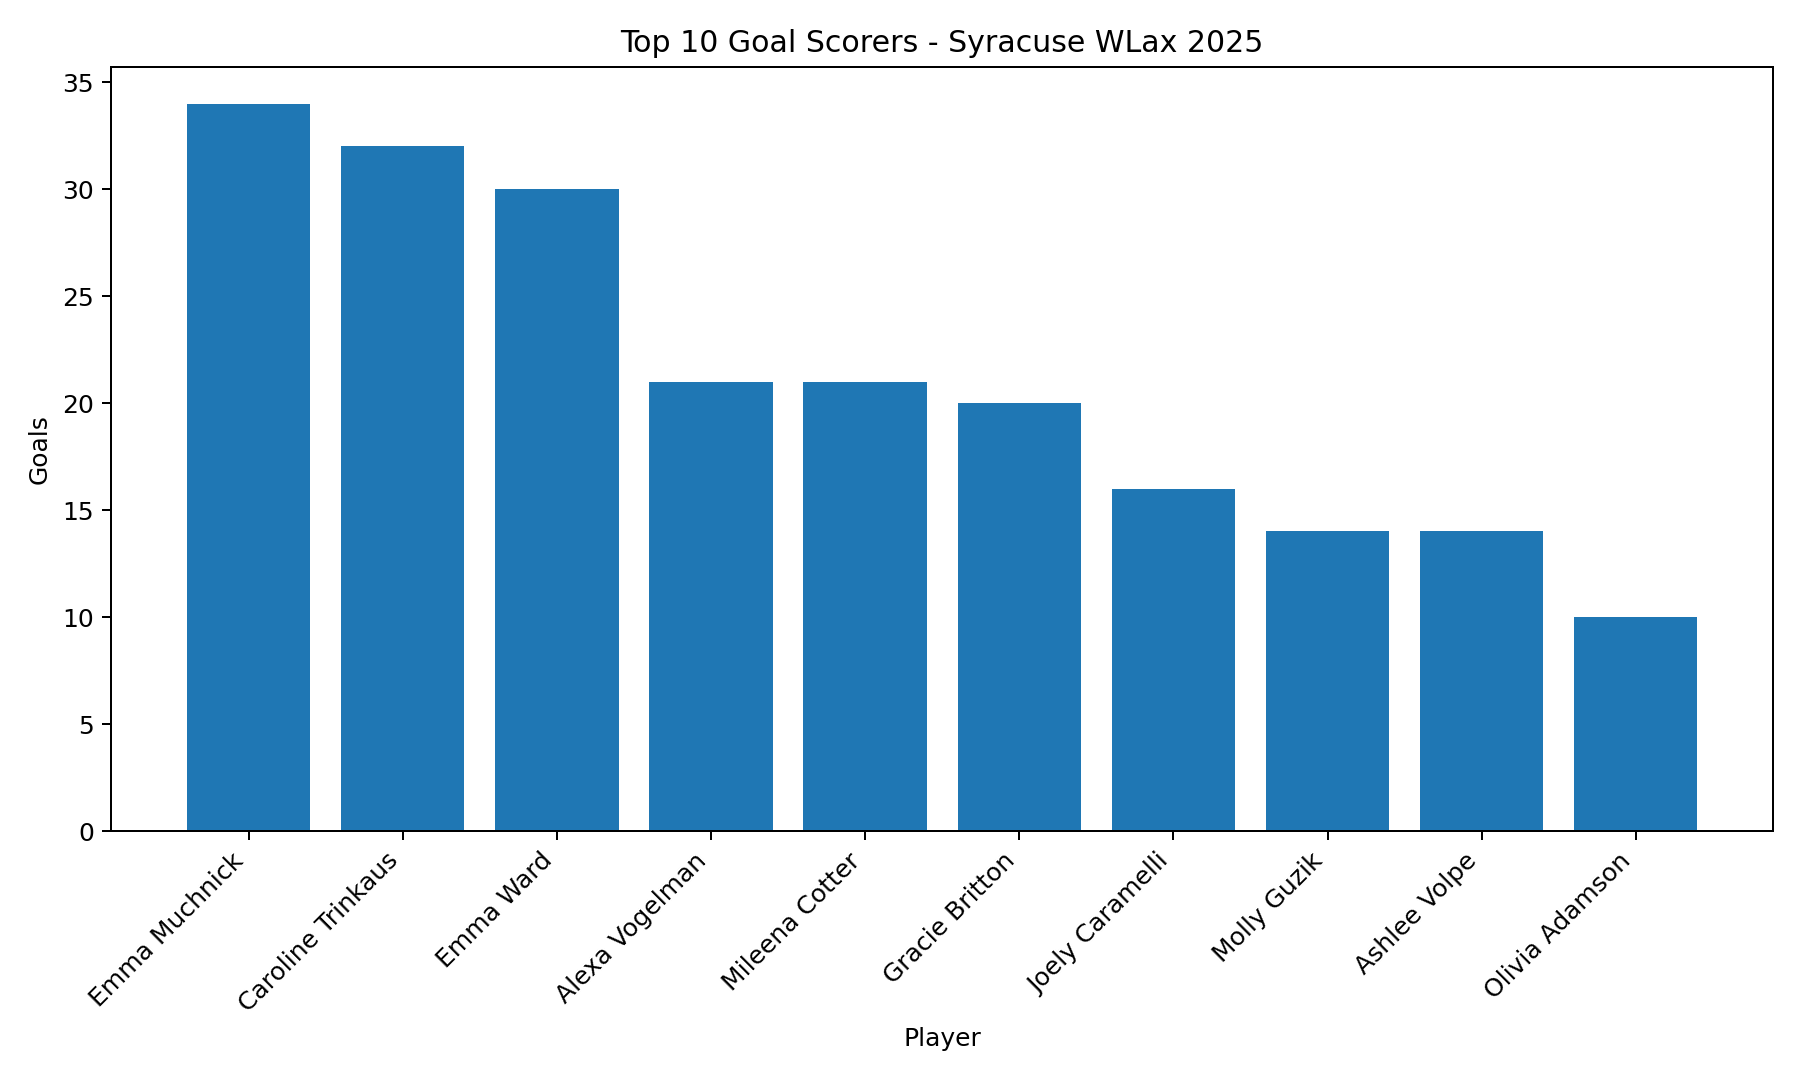 Top 10 Goal Scorers - Syracuse WLax 2025
35
30
25
20
15
10
5
0
Goals
Emma Muchnick
Caroline Trinkaus
Emma Ward
Alexa Vogelman
Mileena Cotter
Gracie Britton
Joely Caramelli
Molly Guzik
Ashlee Volpe
Olivia Adamson
Player